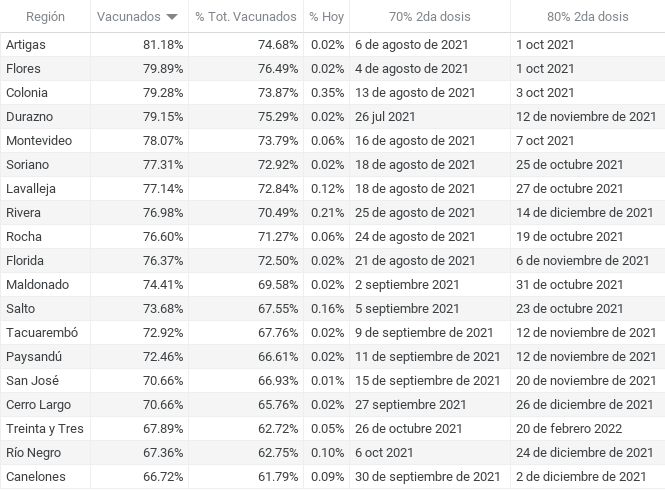 Región Vacunados % Tot. Vacunados % Hoy 70% 2da dosis 80% 2da dosis
Artigas 81.18% 74.68% 0.02% 6 de agosto de 2021 1 oct 2021
Flores 79.89% 76.49% 0.02% 4 de agosto de 2021 1 oct 2021
Colonia 79.28% 73.87% 0.35% 13 de agosto de 2021 3 oct 2021
Durazno 79.15% 75.29% 0.02% 26 jul 2021 12 de noviembre de 2021
Montevideo 78.07% 73.79% 0.06% 16 de agosto de 2021 7 oct 2021
Soriano 77.31% 72.92% 0.02% 18 de agosto de 2021 25 de octubre 2021
Lavalleja 77.14% 72.84% 0.12% 18 de agosto de 2021 27 de octubre 2021
Rivera 76.98% 70.49% 0.21% 25 de agosto de 2021 14 de diciembre de 2021
Rocha 76.60% 71.27% 0.06% 24 de agosto de 2021 19 de octubre 2021
Florida 76.37% 72.50% 0.02% 21 de agosto de 2021 6 de noviembre de 2021
Maldonado 74.41% 69.58% 0.02% 2 septiembre 2021 31 de octubre 2021
Salto 73.68% 67.55% 0.16% 5 septiembre 2021 23 de octubre 2021
Tacuarembó 72.92% 67.76% 0.02% 9 de septiembre de 2021 12 de noviembre de 2021
Paysandú 72.46% 66.61% 0.02% 11 de septiembre de 2021 12 de noviembre de 2021
San José 70.66% 66.93% 0.01% 15 de septiembre de 2021 20 de noviembre de 2021
Cerro Largo 70.66% 65.76% 0.02% 27 septiembre 2021 26 de diciembre de 2021
Treinta y Tres 67.89% 62.72% 0.05% 26 de octubre de 2021 20 de febrero 2022
Río Negro 67.36% 62.75% 0.10% 6 oct 2021 24 de diciembre de 2021
Canelones 66.72% 61.79% 0.09% 30 de septiembre de 2021 2 de diciembre de 2021